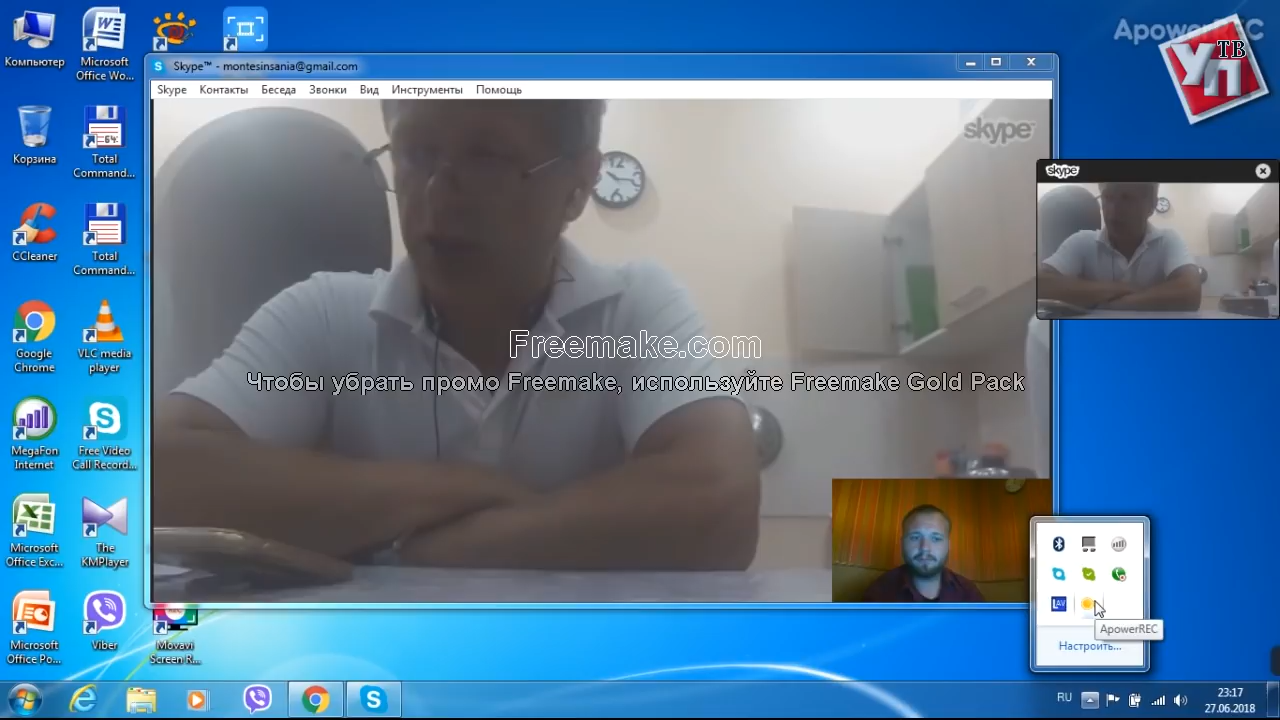 ApowerREC
УП ТВ
Компьютер
Microsoft
Office Wo...
Skype™ - montesinsania@gmail.com
Skype Контакты Беседа Звонки Вид Инструменты Помощь
skype
skype
Корзина
Total
Command...
CCleaner
Total
Command...
Google
Chrome
VLC media
player
Freemake.com
Чтобы убрать промо Freemake, используйте Freemake Gold Pack
MegaFon
Internet
Free Video
Call Record...
Microsoft
Office Exc...
The
KMPlayer
Microsoft
Office Po...
Viber
Movavi
Screen R...
LAV
ApowerREC
Настроить...
RU
23:17
27.06.2018